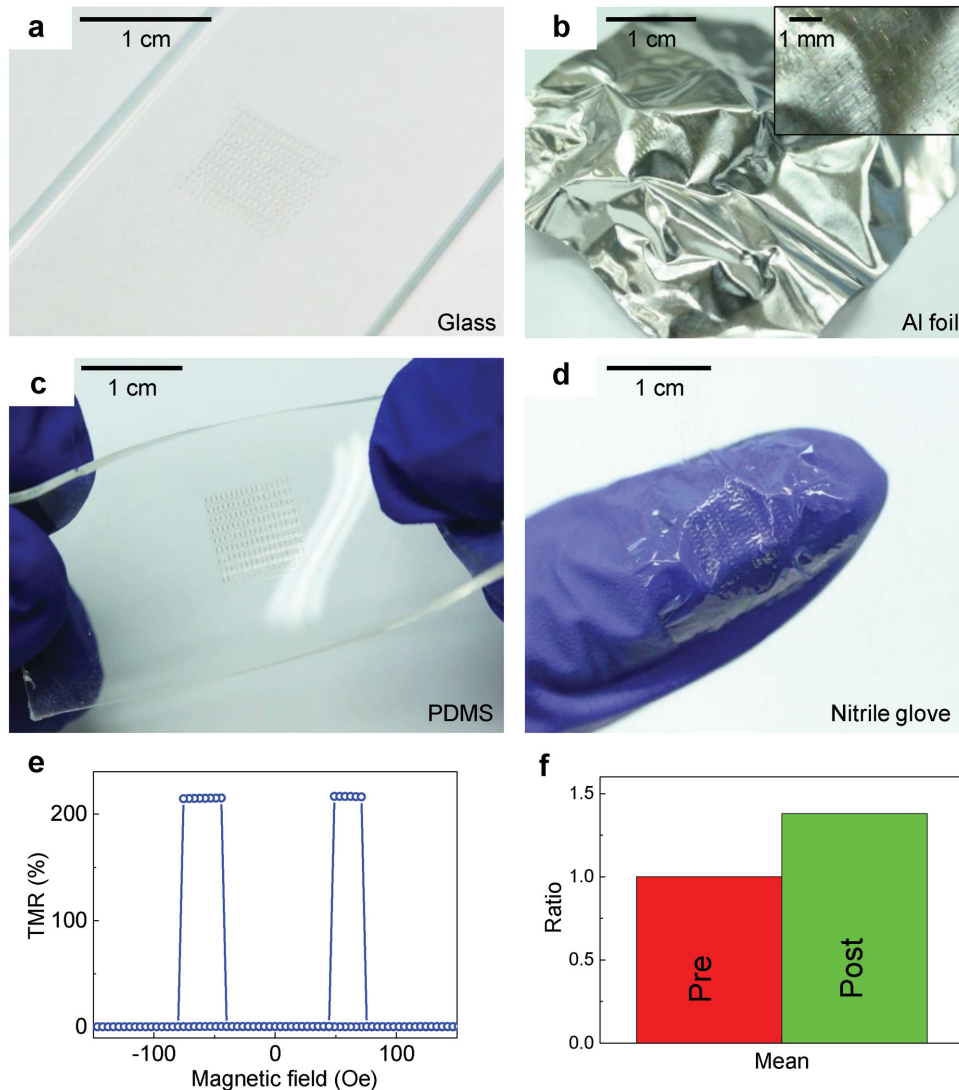 a
1 cm
Glass
b
1 cm
1 mm
Al foil
c
1 cm
PDMS
d
1 cm
Nitrile glove
e
200
100
0
TMR (%)
-100
0
100
Magnetic field (Oe)
f
1.5
1.0
0.5
0.0
Ratio
Pre
Post
Mean